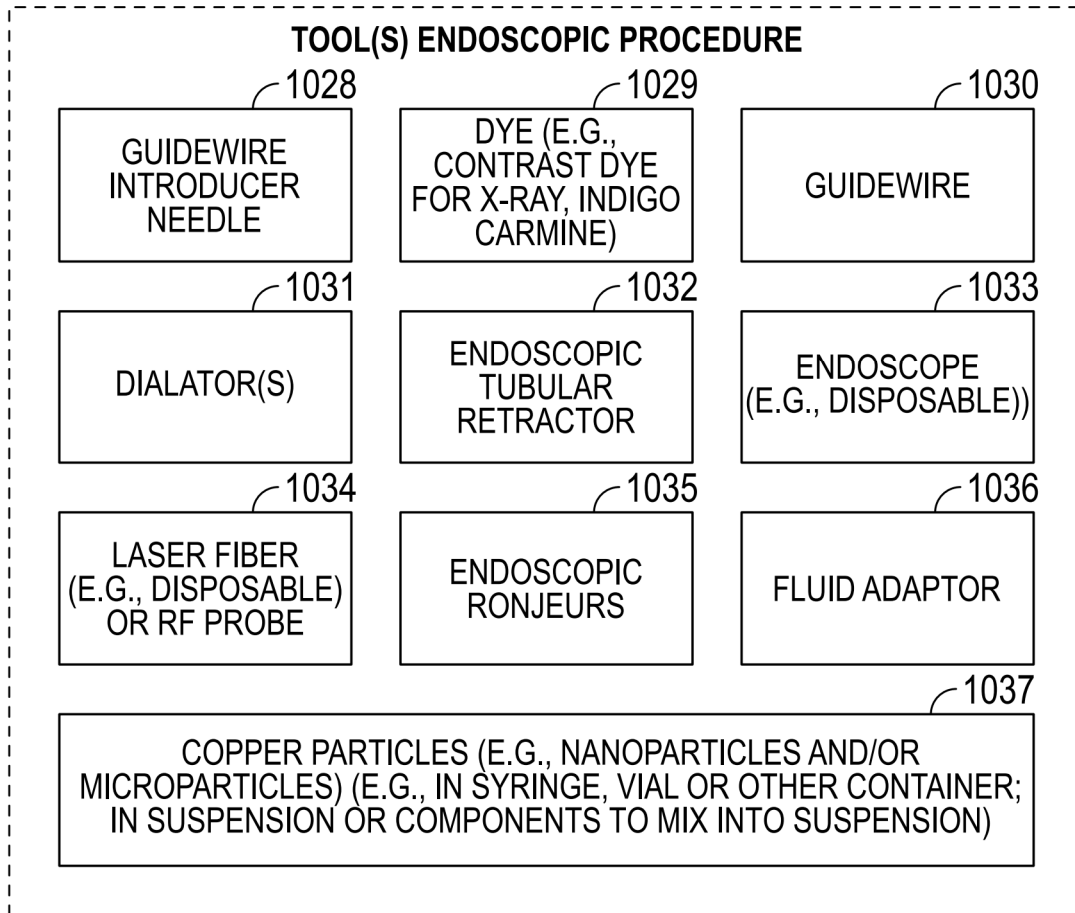 TOOL(S) ENDOSCOPIC PROCEDURE
1028
GUIDEWIRE
INTRODUCER
NEEDLE
1029
DYE (E.G.,
CONTRAST DYE
FOR X-RAY, INDIGO
CARMINE)
1030
GUIDEWIRE
1031
DIALATOR(S)
1032
ENDOSCOPIC
TUBULAR
RETRACTOR
1033
ENDOSCOPE
(E.G., DISPOSABLE))
1034
LASER FIBER
(E.G., DISPOSABLE)
OR RF PROBE
1035
ENDOSCOPIC
RONJEURS
1036
FLUID ADAPTOR
1037
COPPER PARTICLES (E.G., NANOPARTICLES AND/OR
MICROPARTICLES) (E.G., IN SYRINGE, VIAL OR OTHER CONTAINER;
IN SUSPENSION OR COMPONENTS TO MIX INTO SUSPENSION)